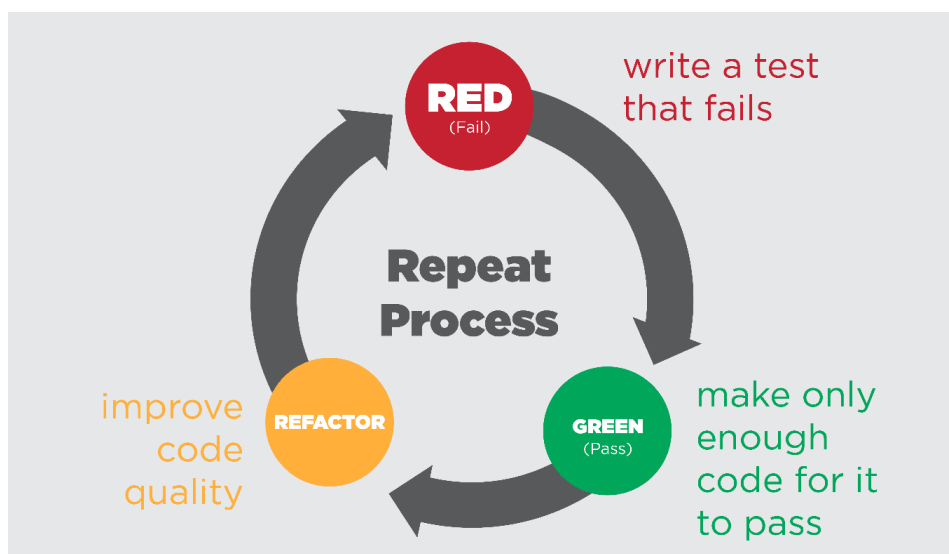 RED
(Fail)
write a test
that fails
Repeat
Process
GREEN
(Pass)
make only
enough
code for it
to pass
REFACTOR
improve
code
quality